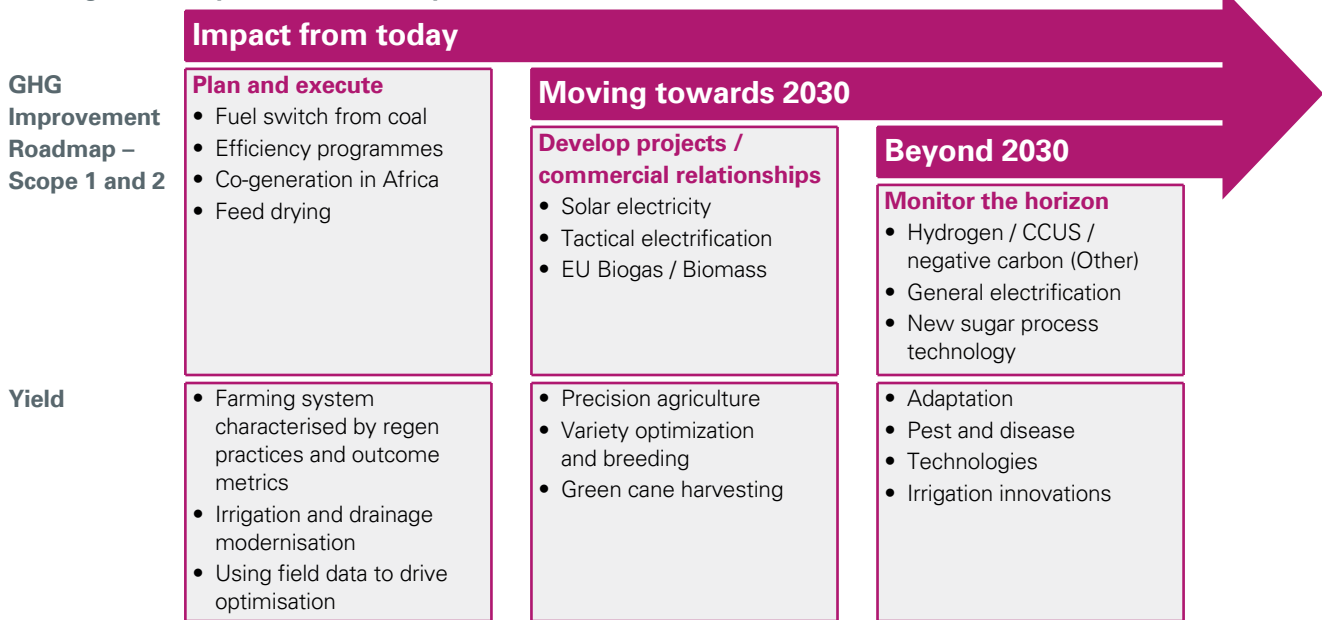 Impact from today
GHG
Improvement
Roadmap –
Scope 1 and 2
Plan and execute
• Fuel switch from coal
• Efficiency programmes
• Co-generation in Africa
• Feed drying
Moving towards 2030
Develop projects /
commercial relationships
• Solar electricity
• Tactical electrification
• EU Biogas / Biomass
Beyond 2030
Monitor the horizon
• Hydrogen / CCUS /
negative carbon (Other)
• General electrification
• New sugar process
technology
Yield
• Farming system
characterised by regen
practices and outcome
metrics
• Irrigation and drainage
modernisation
• Using field data to drive
optimisation
• Precision agriculture
• Variety optimization
and breeding
• Green cane harvesting
• Adaptation
• Pest and disease
• Technologies
• Irrigation innovations